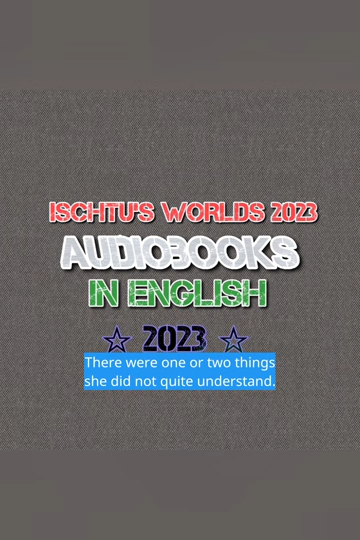 ISCHTU'S WORLDS 2023
AUDIOBOOKS
IN ENGLISH
☆ 2023 ☆
There were one or two things
she did not quite understand.